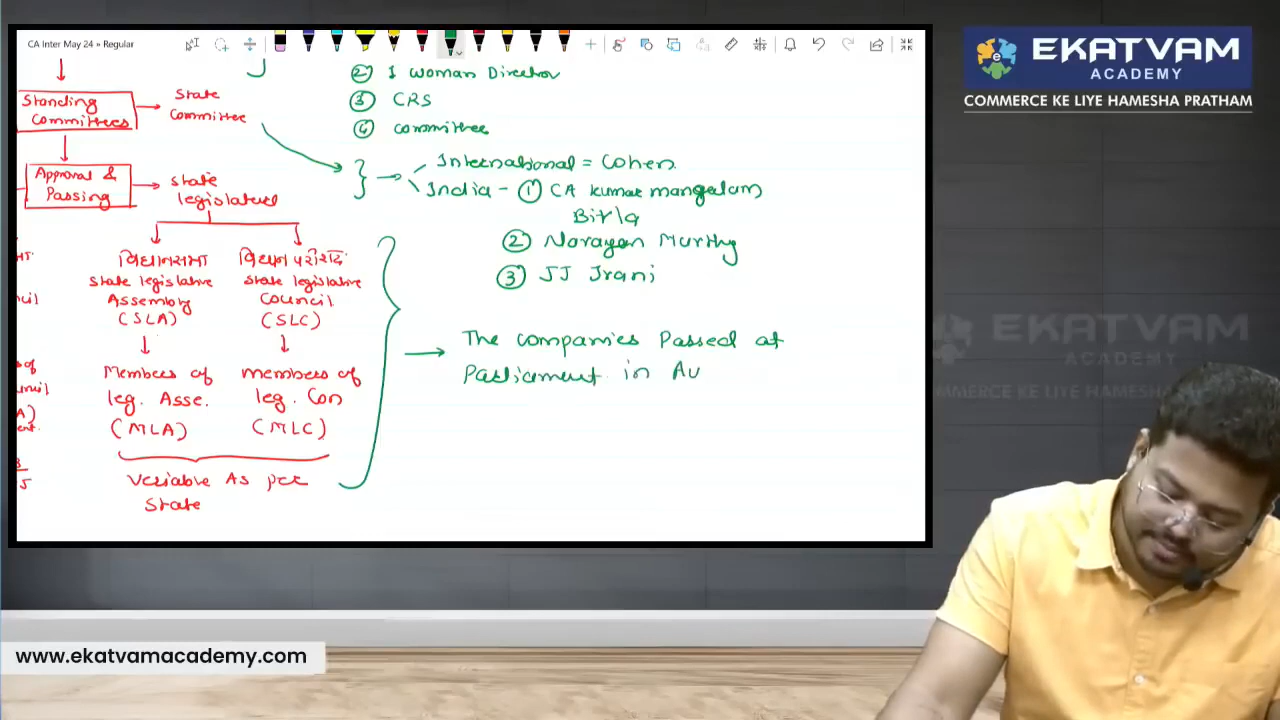 CA Inter May 24 » Regular
EKATVAM
ACADEMY
COMMERCE KE LIYE HAMESHA PRATHAM
② 1 Woman Director
③ CRS
④ committee
Standing
Committees
State
Committee
International = Cohen
India - ① CA Kumar mangalam
Birla
② Narayan Murthy
③ JJ Irani
Approval &
Passing
state
legislature
विधानसभा
State legislative
Assembly
(SLA)
Members of
leg. Asse.
(MLA)
विधान परिषद
State legislative
Council
(SLC)
members of
leg. Con
(MLC)
Variable As per
State
The companies Passed at
Parliament in Au
EKATVAM
www.ekatvamacademy.com